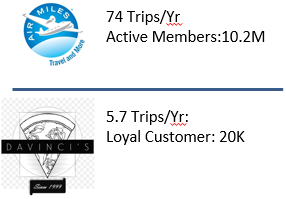 AIR MILES
Travel and More
74 Trips/Yr
Active Members:10.2M
DAVINCI'S
Since 1999
5.7 Trips/Yr:
Loyal Customer: 20K